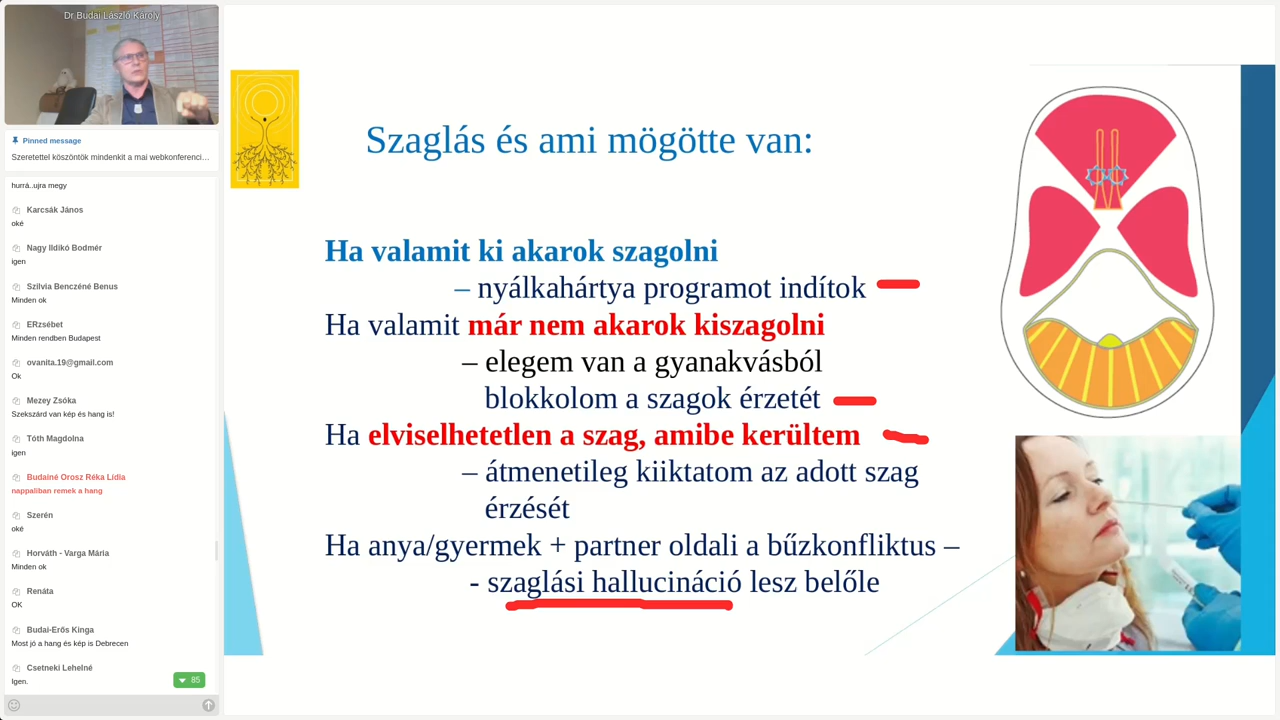 Dr Budai László Károly
Pinned message
Szeretettel köszöntök mindenkit a mai webkonferenci…
hurrá..ujra megy
Karcsák János
oké
Nagy Ildikó Bodmér
igen
Szilvia Benczéné Benus
Minden ok
ERzsébet
Minden rendben Budapest
ovanita.19@gmail.com
Ok
Mezey Zsóka
Szekszárd van kép és hang is!
Tóth Magdolna
igen
Budainé Orosz Réka Lídia
nappaliban remek a hang
Szerén
oké
Horváth - Varga Mária
Minden ok
Renáta
OK
Budai-Erős Kinga
Most jó a hang és kép is Debrecen
Csetneki Lehelné
Igen.
85
Szaglás és ami mögötte van:
Ha valamit ki akarok szagolni
– nyálkahártya programot indítok
Ha valamit már nem akarok kiszagolni
– elegem van a gyanakvásból
blokkolom a szagok érzetét
Ha elviselhetetlen a szag, amibe kerültem
– átmenetileg kiiktatom az adott szag
érzését
Ha anya/gyermek + partner oldali a bűzkonfliktus –
- szaglási hallucináció lesz belőle